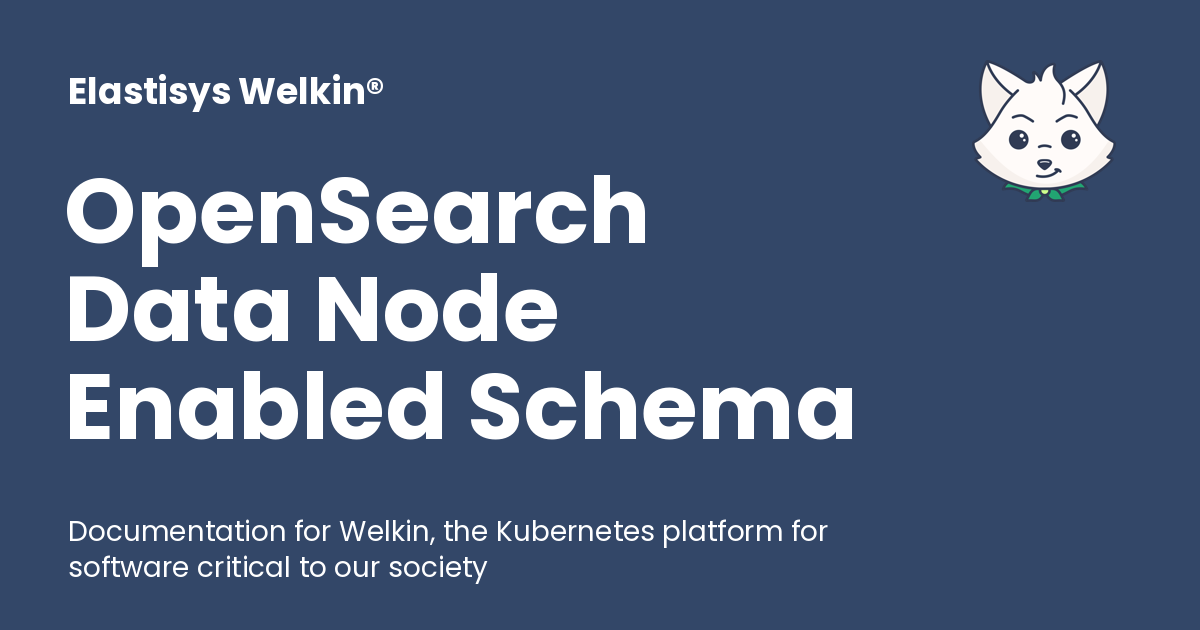 Elastisys Welkin®
OpenSearch
Data Node
Enabled Schema
Documentation for Welkin, the Kubernetes platform for
software critical to our society